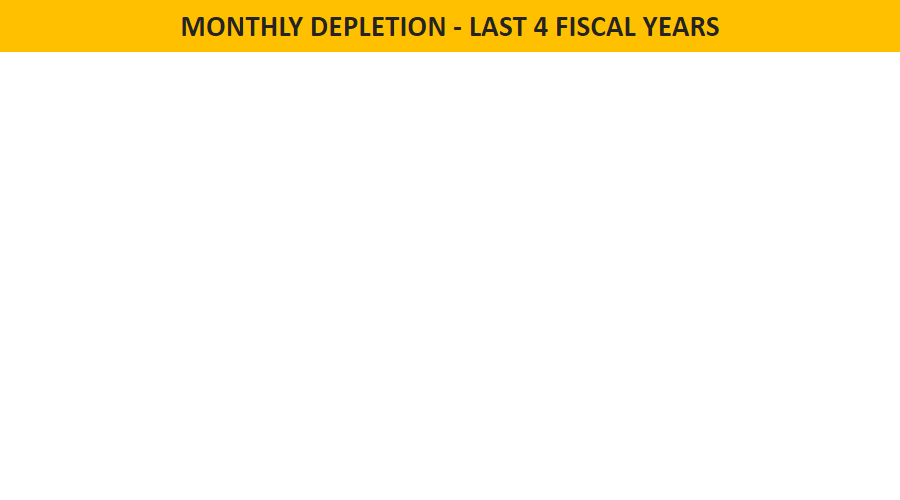 MONTHLY DEPLETION - LAST 4 FISCAL YEARS